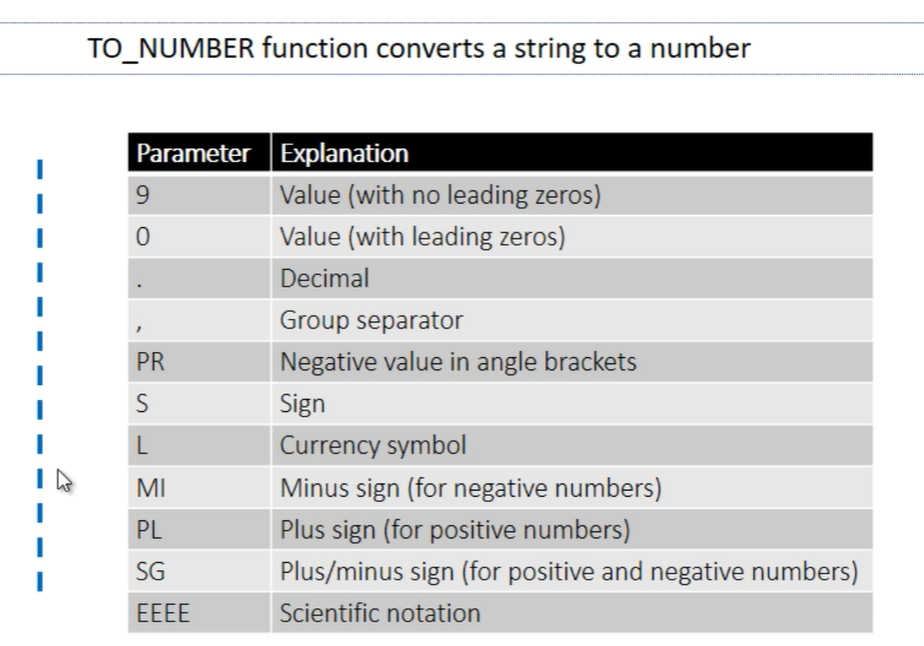 TO_NUMBER function converts a string to a number
Parameter Explanation
9 Value (with no leading zeros)
0 Value (with leading zeros)
. Decimal
, Group separator
PR Negative value in angle brackets
S Sign
L Currency symbol
MI Minus sign (for negative numbers)
PL Plus sign (for positive numbers)
SG Plus/minus sign (for positive and negative numbers)
EEEE Scientific notation